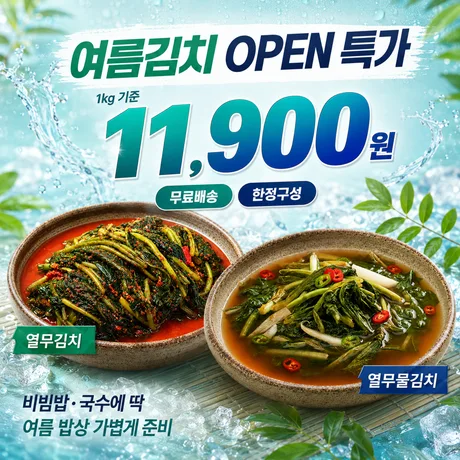 여름김치 OPEN 특가
1kg 기준
11,900원
무료배송 한정구성
열무김치
열무물김치
비빔밥·국수에 딱
여름 밥상 가볍게 준비